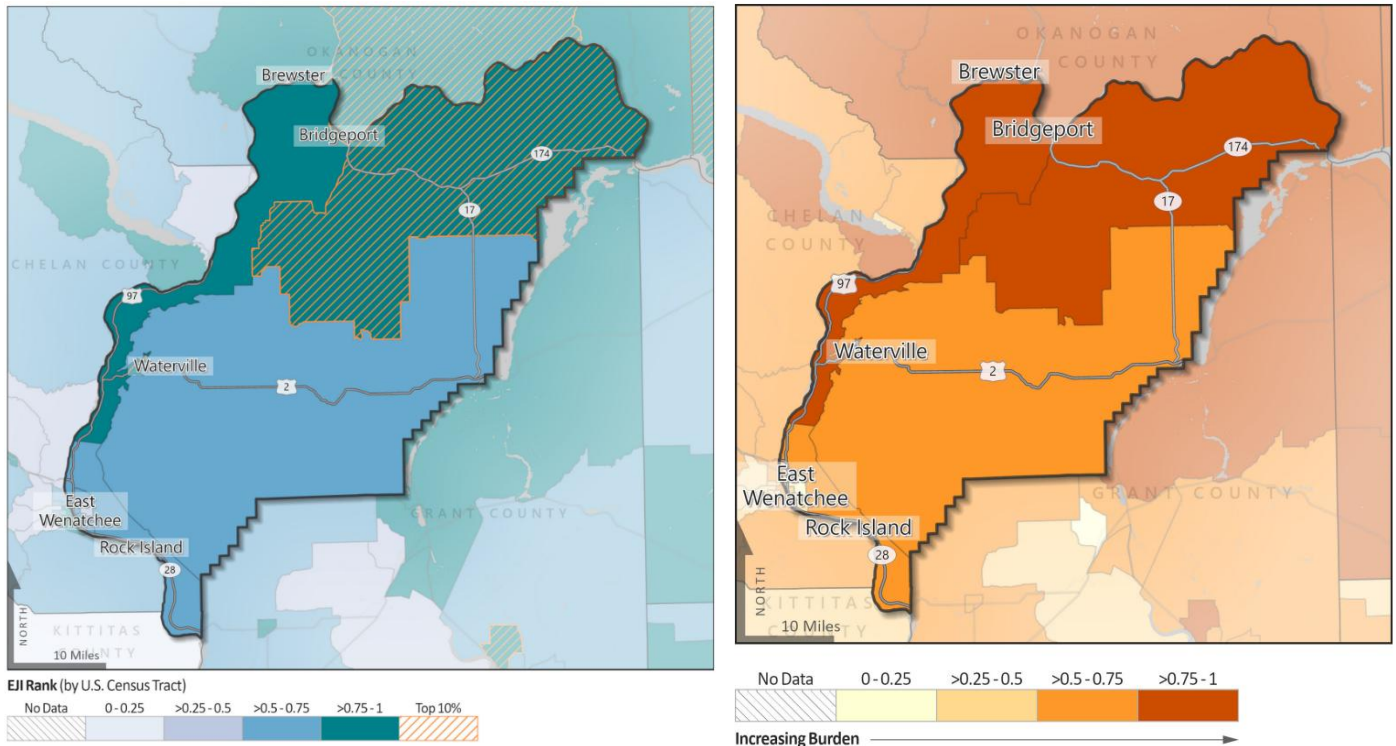 OKANOGAN
COUNTY
Brewster
Bridgeport
174
17
CHELAN COUNTY
97
Waterville
2
East
Wenatchee
GRANT COUNTY
Rock Island
28
NORTH
KITTITAS
COUNTY
10 Miles
EJI Rank (by U.S. Census Tract)
No Data
0 - 0.25
>0.25 - 0.5
>0.5 - 0.75
>0.75 - 1
Top 10%
OKANOGAN
COUNTY
Brewster
Bridgeport
174
17
CHELAN
COUNTY
97
Waterville
2
East
Wenatchee
GRANT COUNTY
Rock Island
28
NORTH
KITTITAS
COUNTY
10 Miles
No Data
0 - 0.25
>0.25 - 0.5
>0.5 - 0.75
>0.75 - 1
Increasing Burden